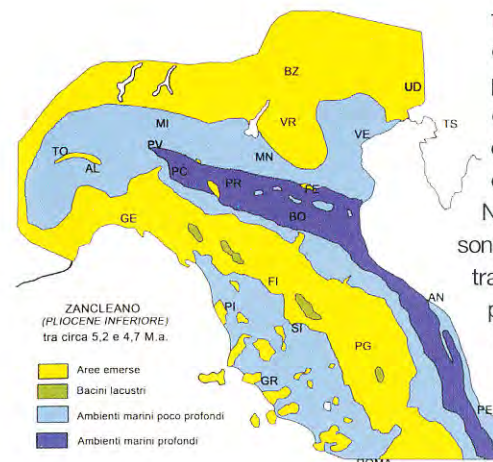 BZ
UD
MI
VR
VE
TS
PV
MN
TO
AL
PC
PR
FE
BO
GE
FI
PI
SI
AN
PG
GR
PE
ROMA
N
son
tra
p
ZANCLEANO
(PLIOCENE INFERIORE)
tra circa 5,2 e 4,7 M.a.
Aree emerse
Bacini lacustri
Ambienti marini poco profondi
Ambienti marini profondi